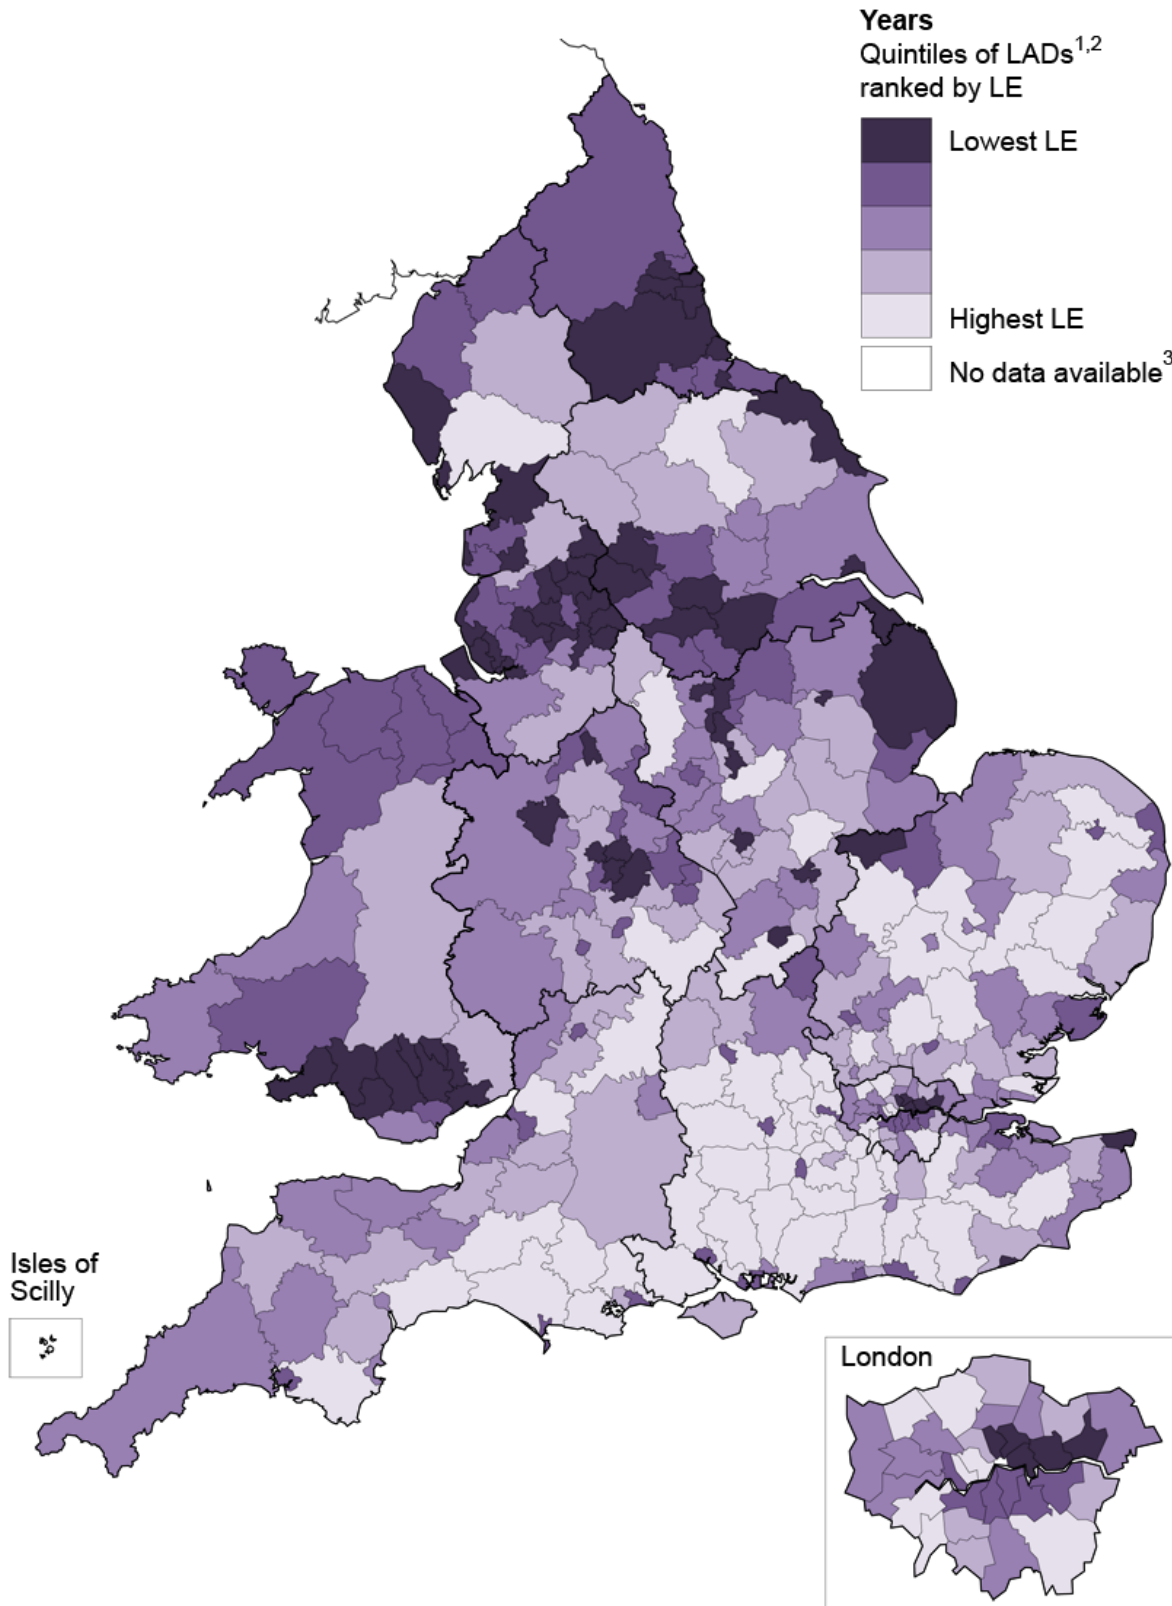 Years
Quintiles of LADs1,2
ranked by LE
Lowest LE
Highest LE
No data available3
Isles of
Scilly
London